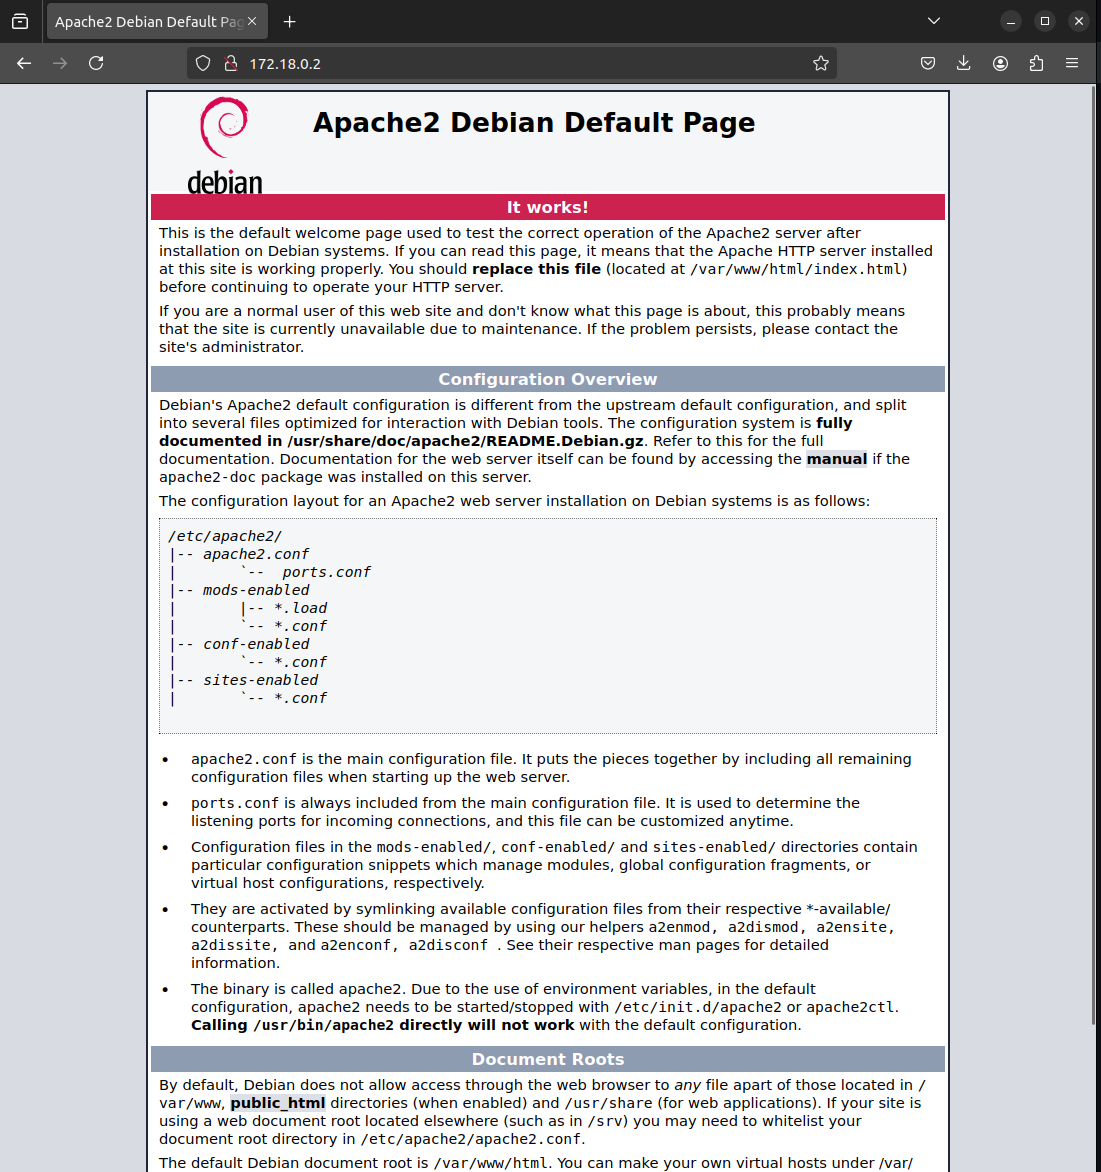 Apache2 Debian Default Pag
172.18.0.2
debian
Apache2 Debian Default Page
It works!
This is the default welcome page used to test the correct operation of the Apache2 server after
installation on Debian systems. If you can read this page, it means that the Apache HTTP server installed
at this site is working properly. You should replace this file (located at /var/www/html/index.html)
before continuing to operate your HTTP server.
If you are a normal user of this web site and don't know what this page is about, this probably means
that the site is currently unavailable due to maintenance. If the problem persists, please contact the
site's administrator.
Configuration Overview
Debian's Apache2 default configuration is different from the upstream default configuration, and split
into several files optimized for interaction with Debian tools. The configuration system is fully
documented in /usr/share/doc/apache2/README.Debian.gz. Refer to this for the full
documentation. Documentation for the web server itself can be found by accessing the manual if the
apache2-doc package was installed on this server.
The configuration layout for an Apache2 web server installation on Debian systems is as follows:
/etc/apache2/
|-- apache2.conf
|       `--  ports.conf
|-- mods-enabled
|       |-- *.load
|       `-- *.conf
|-- conf-enabled
|       `-- *.conf
|-- sites-enabled
|       `-- *.conf
• apache2.conf is the main configuration file. It puts the pieces together by including all remaining
configuration files when starting up the web server.
• ports.conf is always included from the main configuration file. It is used to determine the
listening ports for incoming connections, and this file can be customized anytime.
• Configuration files in the mods-enabled/, conf-enabled/ and sites-enabled/ directories contain
particular configuration snippets which manage modules, global configuration fragments, or
virtual host configurations, respectively.
• They are activated by symlinking available configuration files from their respective *-available/
counterparts. These should be managed by using our helpers a2enmod, a2dismod, a2ensite,
a2dissite, and a2enconf, a2disconf . See their respective man pages for detailed
information.
• The binary is called apache2. Due to the use of environment variables, in the default
configuration, apache2 needs to be started/stopped with /etc/init.d/apache2 or apache2ctl.
Calling /usr/bin/apache2 directly will not work with the default configuration.
Document Roots
By default, Debian does not allow access through the web browser to any file apart of those located in /
var/www, public_html directories (when enabled) and /usr/share (for web applications). If your site is
using a web document root located elsewhere (such as in /srv) you may need to whitelist your
document root directory in /etc/apache2/apache2.conf.
The default Debian document root is /var/www/html. You can make your own virtual hosts under /var/